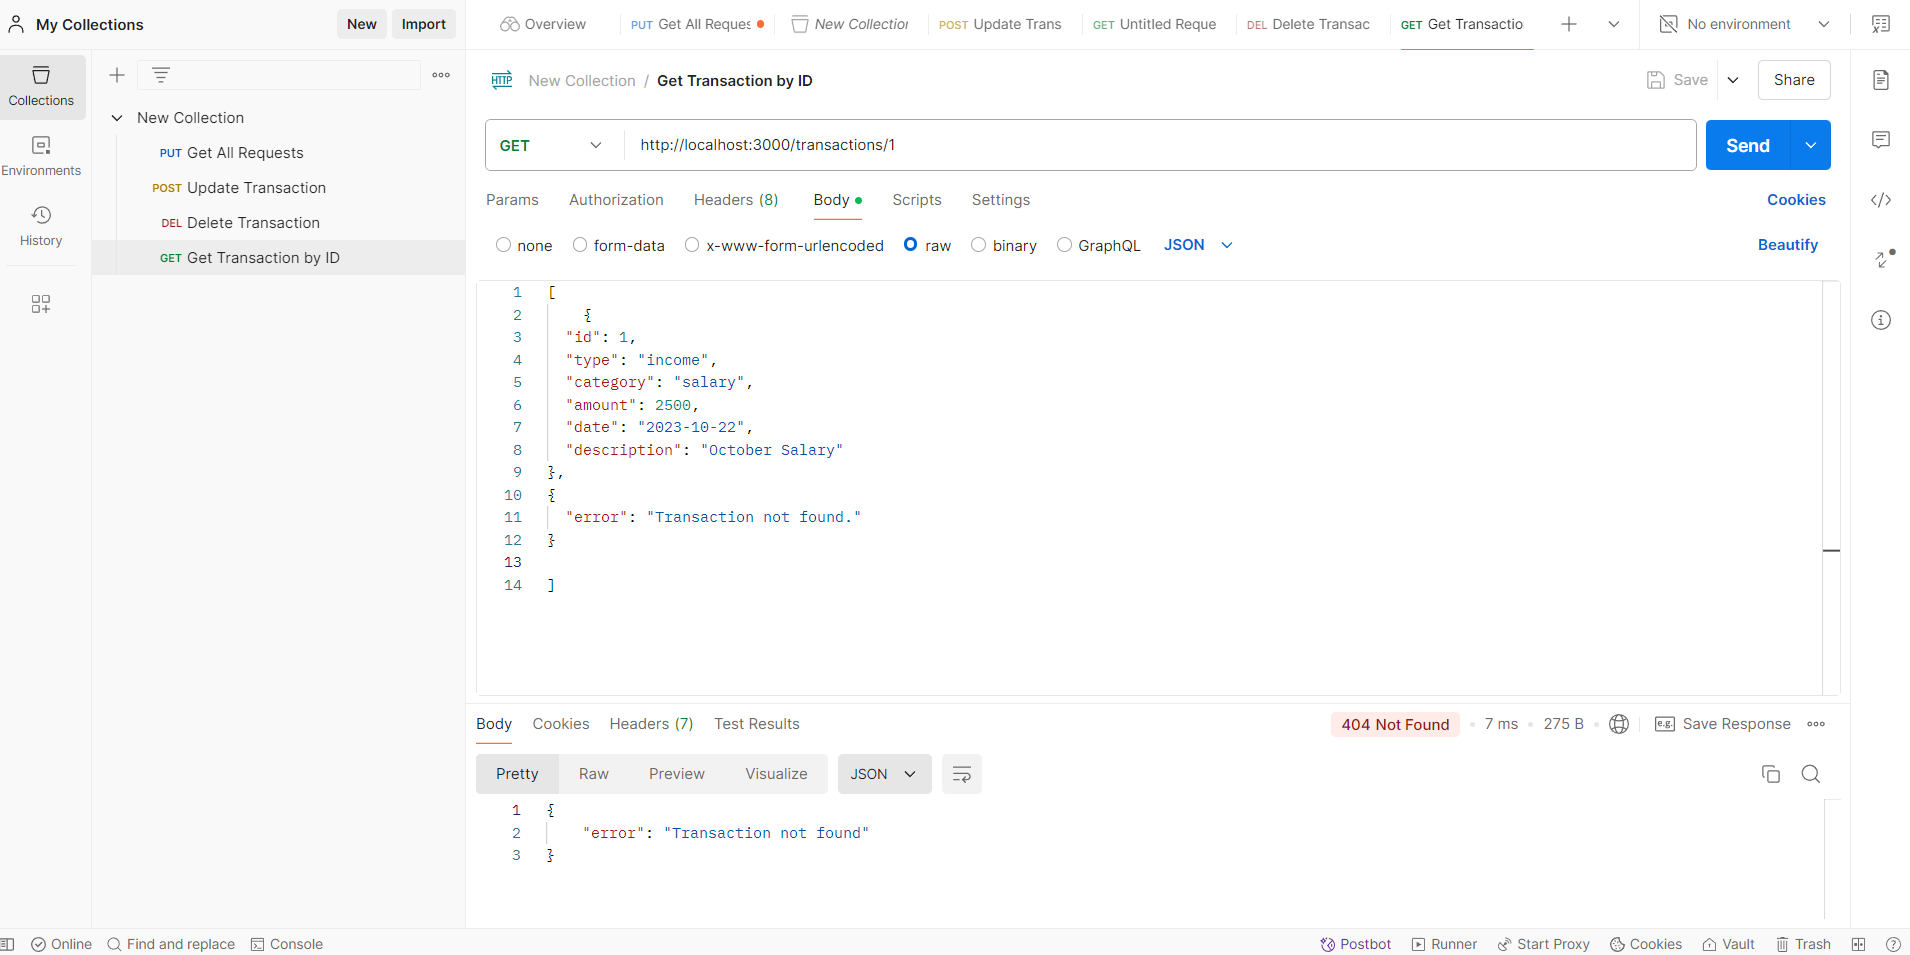 My Collections
New
Import
Overview
PUT Get All Reques
New Collection
POST Update Trans
GET Untitled Reque
DEL Delete Transac
GET Get Transactio
No environment
Collections
Environments
History
New Collection
PUT Get All Requests
POST Update Transaction
DEL Delete Transaction
GET Get Transaction by ID
HTTP New Collection / Get Transaction by ID
Save
Share
GET http://localhost:3000/transactions/1
Send
Params Authorization Headers (8) Body Scripts Settings
Cookies
none form-data x-www-form-urlencoded raw binary GraphQL JSON
Beautify
1 [
2 {
3 "id": 1,
4 "type": "income",
5 "category": "salary",
6 "amount": 2500,
7 "date": "2023-10-22",
8 "description": "October Salary"
9 },
10 {
11 "error": "Transaction not found."
12 }
13
14 ]
Body Cookies Headers (7) Test Results
404 Not Found 7 ms 275 B e.g. Save Response
Pretty Raw Preview Visualize JSON
1 {
2 "error": "Transaction not found"
3 }
Online Find and replace Console
Postbot Runner Start Proxy Cookies Vault Trash